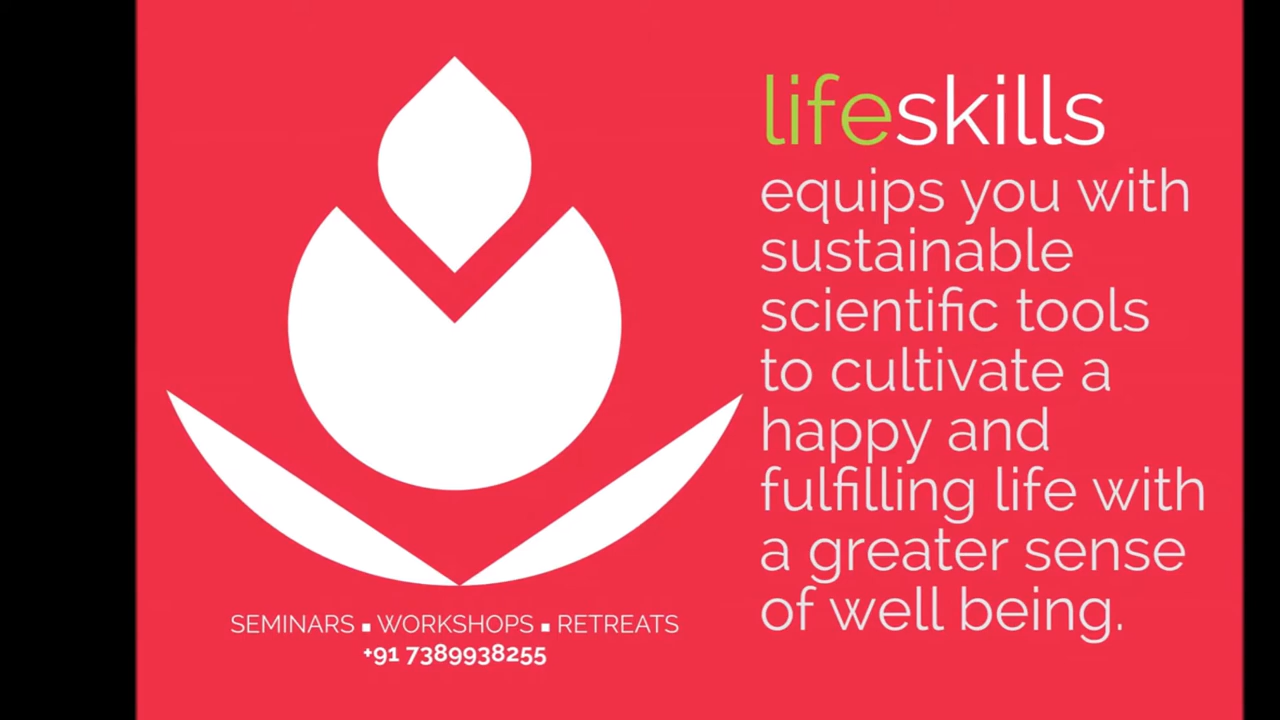 lifeskills
equips you with
sustainable
scientific tools
to cultivate a
happy and
fulfilling life with
a greater sense
of well being.
SEMINARS ▪ WORKSHOPS ▪ RETREATS
+91 7389938255